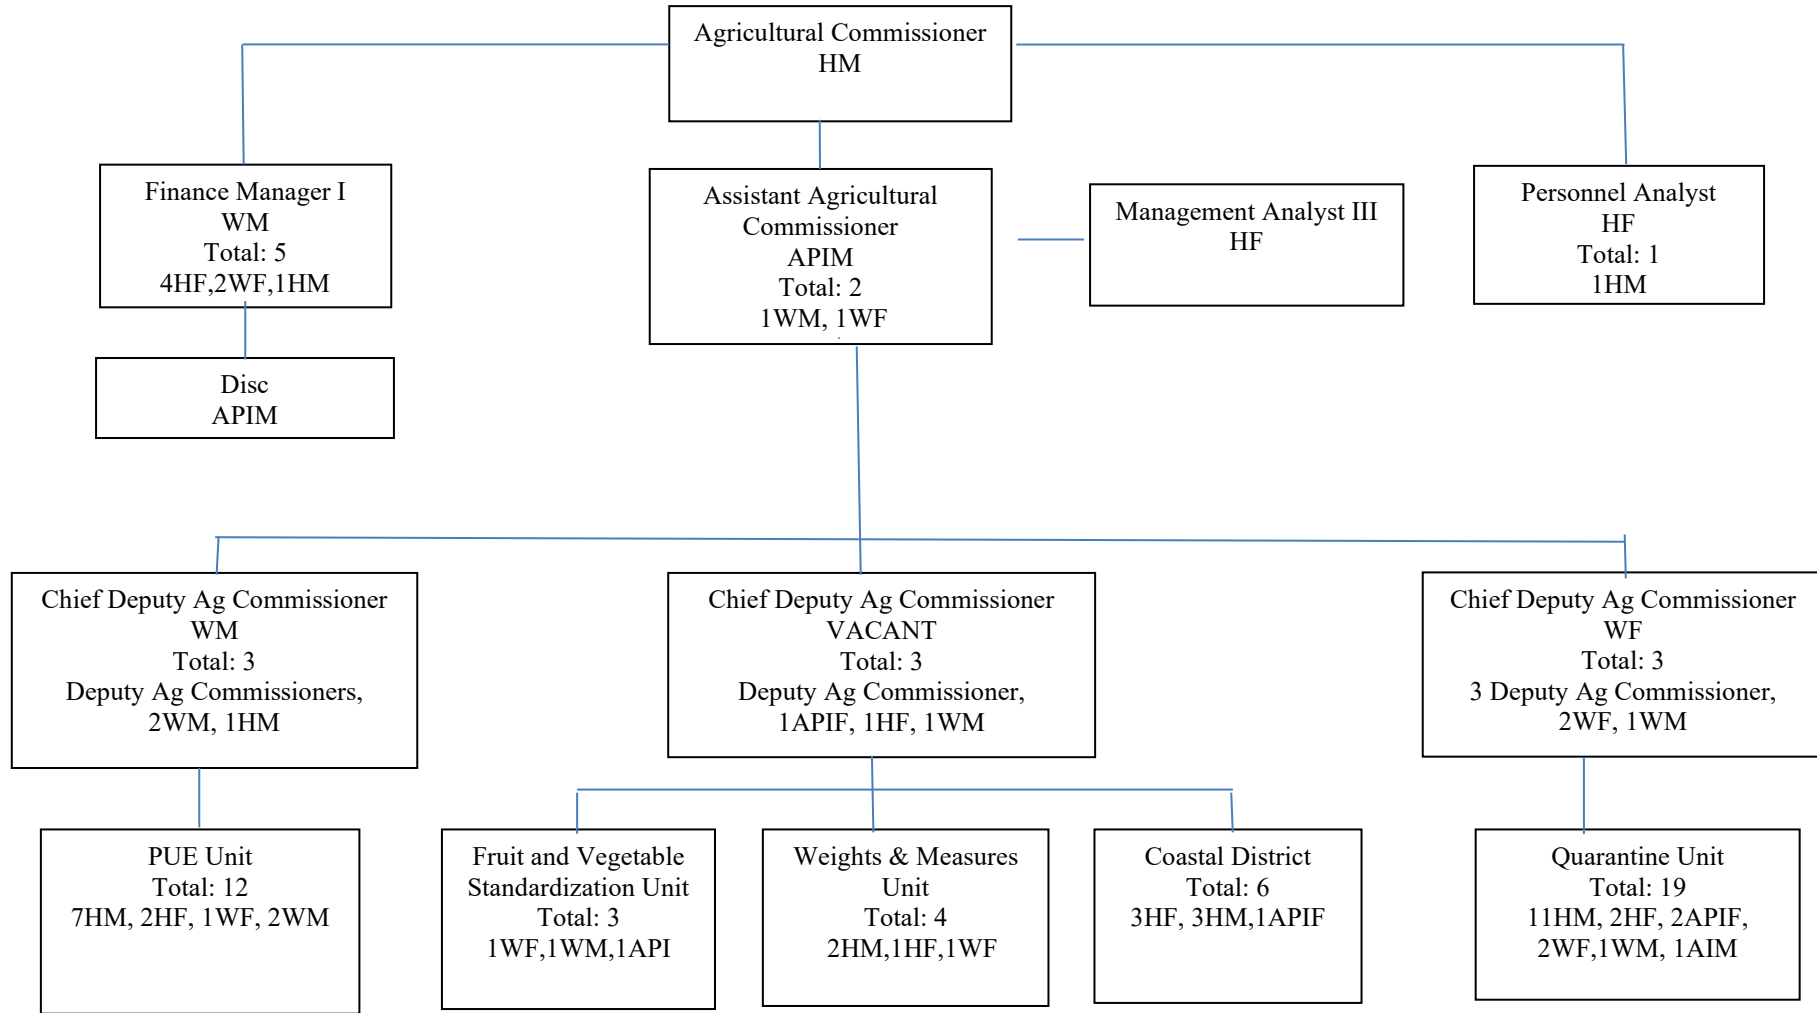 Agricultural Commissioner
HM
Finance Manager I
WM
Total: 5
4HF,2WF,1HM
Assistant Agricultural
Commissioner
APIM
Total: 2
1WM, 1WF
Management Analyst III
HF
Personnel Analyst
HF
Total: 1
1HM
Disc
APIM
Chief Deputy Ag Commissioner
WM
Total: 3
Deputy Ag Commissioners,
2WM, 1HM
Chief Deputy Ag Commissioner
VACANT
Total: 3
Deputy Ag Commissioner,
1APIF, 1HF, 1WM
Chief Deputy Ag Commissioner
WF
Total: 3
3 Deputy Ag Commissioner,
2WF, 1WM
PUE Unit
Total: 12
7HM, 2HF, 1WF, 2WM
Fruit and Vegetable
Standardization Unit
Total: 3
1WF,1WM,1API
Weights & Measures
Unit
Total: 4
2HM,1HF,1WF
Coastal District
Total: 6
3HF, 3HM,1APIF
Quarantine Unit
Total: 19
11HM, 2HF, 2APIF,
2WF,1WM, 1AIM